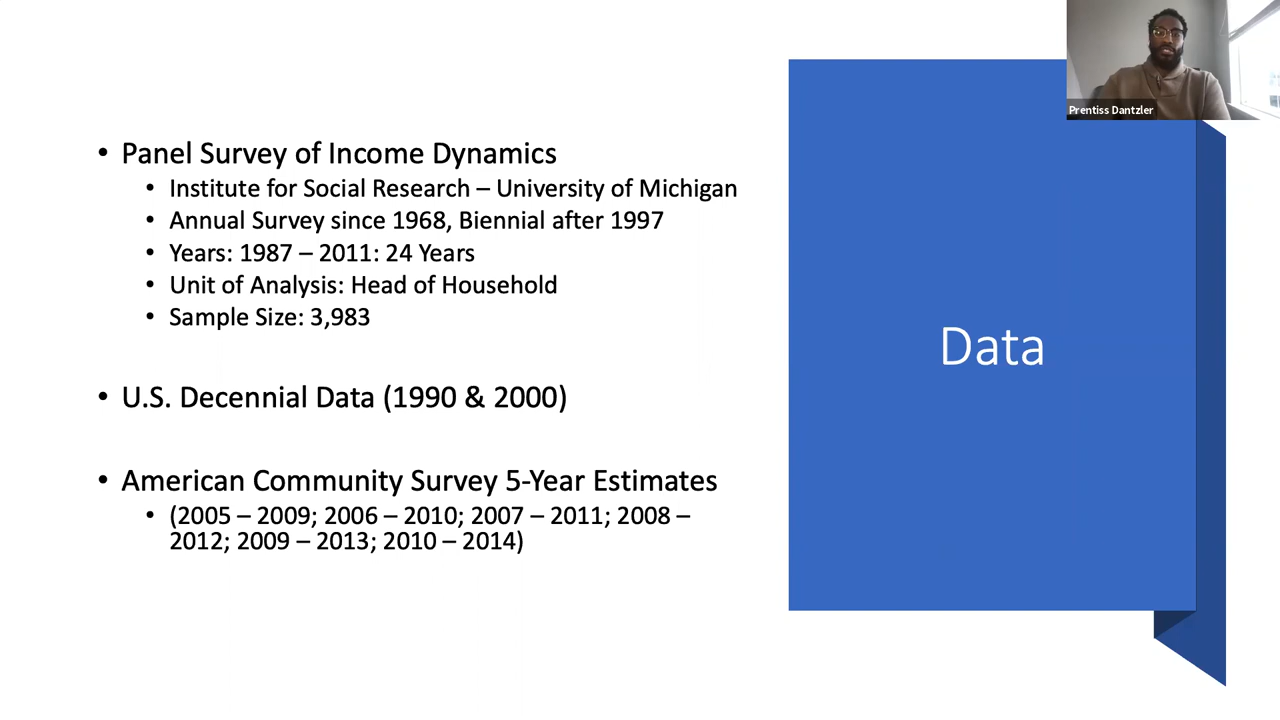 • Panel Survey of Income Dynamics
• Institute for Social Research – University of Michigan
• Annual Survey since 1968, Biennial after 1997
• Years: 1987 – 2011: 24 Years
• Unit of Analysis: Head of Household
• Sample Size: 3,983
• U.S. Decennial Data (1990 & 2000)
• American Community Survey 5-Year Estimates
• (2005 – 2009; 2006 – 2010; 2007 – 2011; 2008 –
2012; 2009 – 2013; 2010 – 2014)
Data
Prentiss Dantzler